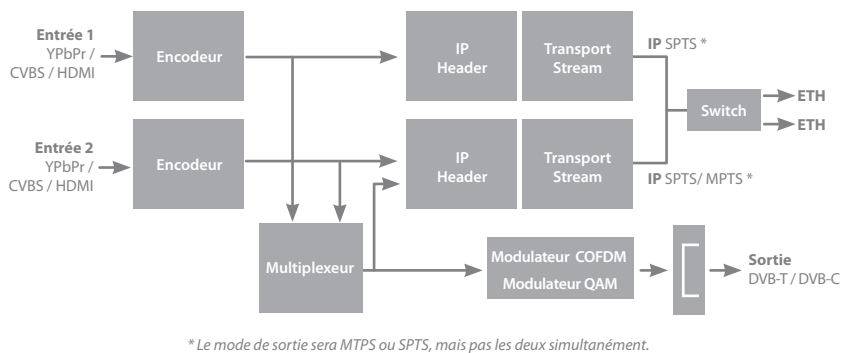 Entrée 1
YPbPr /
CVBS / HDMI
Encodeur
IP
Header
Transport
Stream
IP SPTS *
Switch
ETH
ETH
Entrée 2
YPbPr /
CVBS / HDMI
Encodeur
IP
Header
Transport
Stream
IP SPTS/ MPTS *
Multiplexeur
Modulateur COFDM
Modulateur QAM
Sortie
DVB-T / DVB-C
* Le mode de sortie sera MTPS ou SPTS, mais pas les deux simultanément.